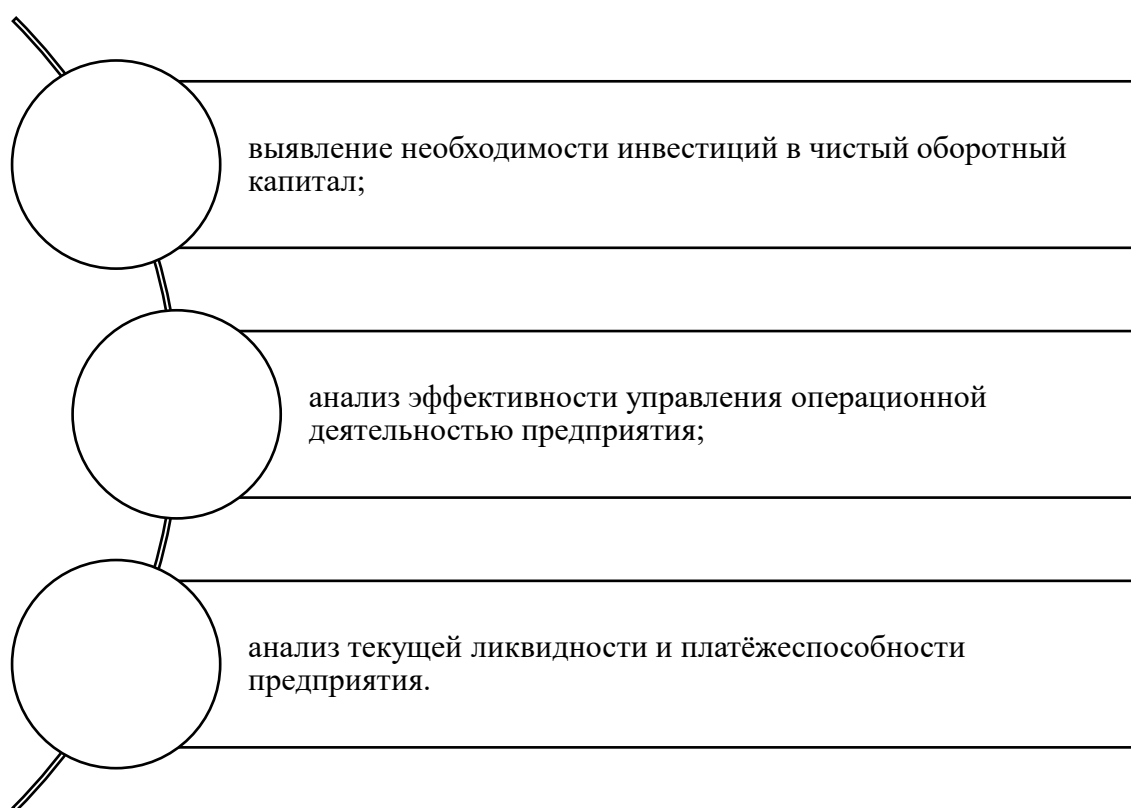 выявление необходимости инвестиций в чистый оборотный
капитал;
анализ эффективности управления операционной
деятельностью предприятия;
анализ текущей ликвидности и платёжеспособности
предприятия.